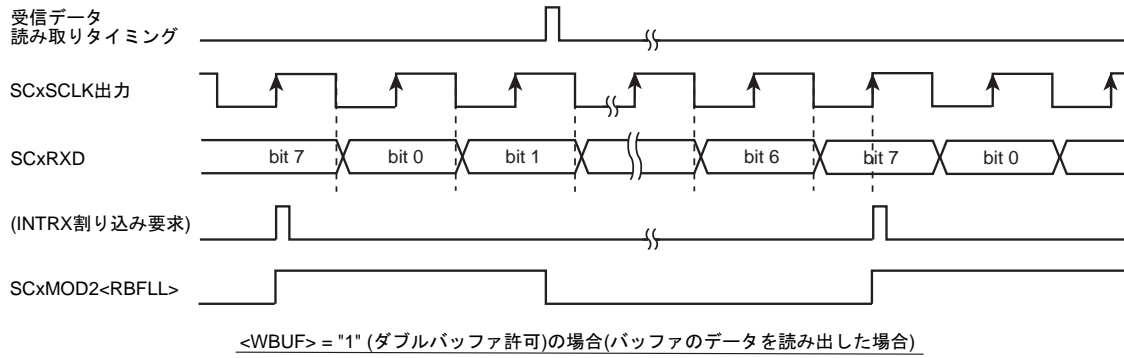 受信データ
読み取りタイミング
SCxSCLK出力
SCxRXD
bit 7 bit 0 bit 1 bit 6 bit 7 bit 0
(INTRX割り込み要求)
SCxMOD2<RBFLL>
<WBUF> = "1" (ダブルバッファ許可)の場合(バッファのデータを読み出した場合)